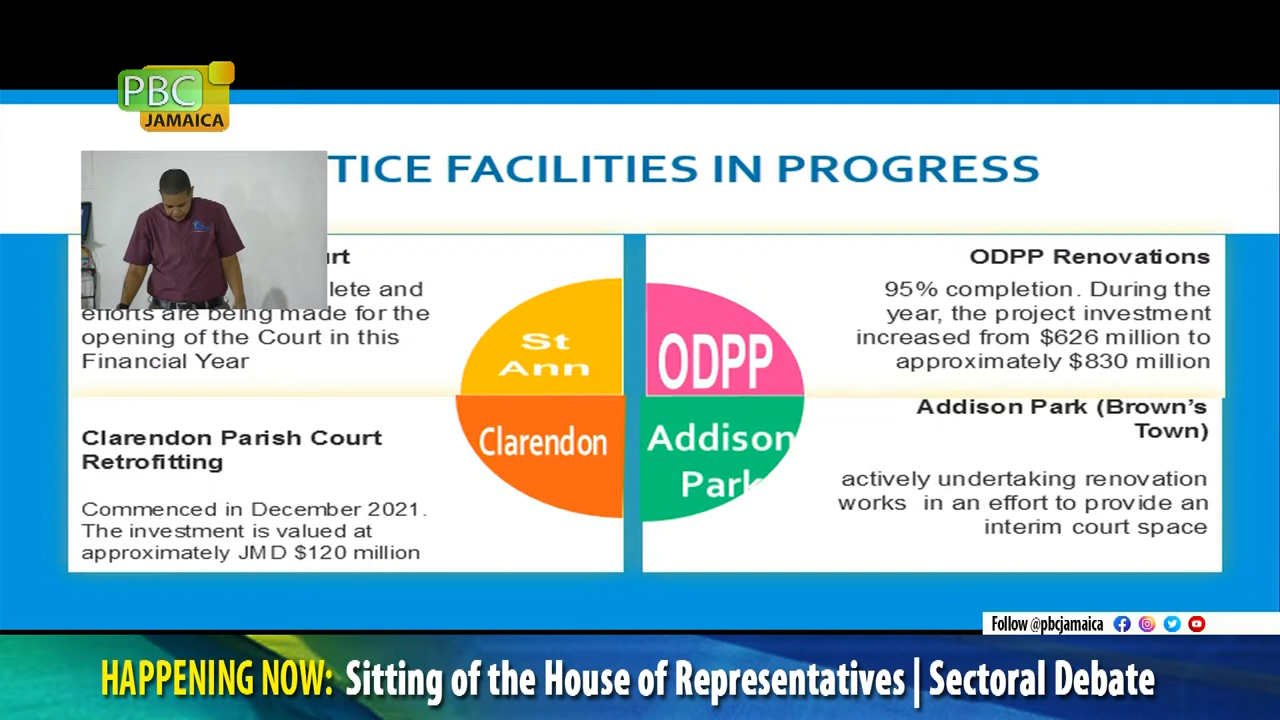 PBC
JAMAICA
TICE FACILITIES IN PROGRESS
urt
lete and
efforts are being made for the
opening of the Court in this
Financial Year
St
Ann
ODPP
ODPP Renovations
95% completion. During the
year, the project investment
increased from $626 million to
approximately $830 million
Clarendon Parish Court
Retrofitting
Commenced in December 2021.
The investment is valued at
approximately JMD $120 million
Clarendon
Addison
Park
Addison Park (Brown's
Town)
actively undertaking renovation
works in an effort to provide an
interim court space
Follow @pbcjamaica
HAPPENING NOW: Sitting of the House of Representatives | Sectoral Debate